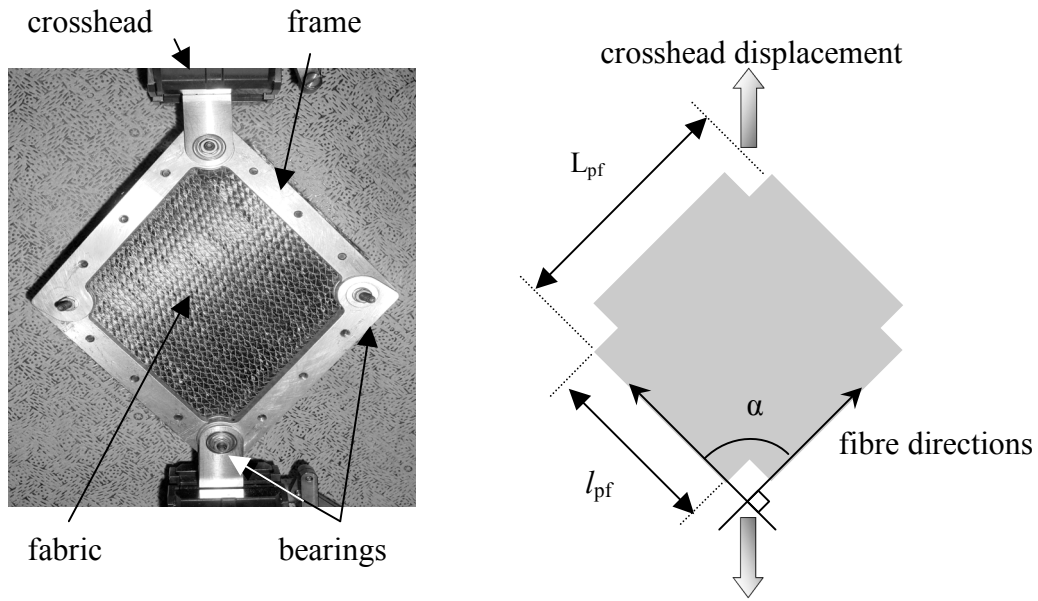 crosshead
frame
fabric
bearings
crosshead displacement
L_pf
α
l_pf
fibre directions